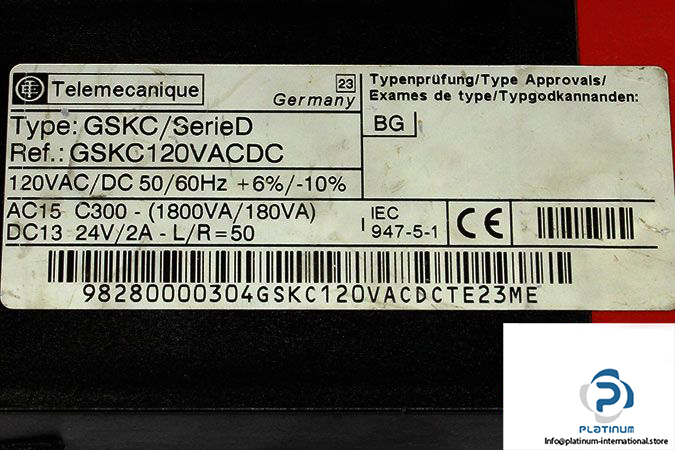 Telemecanique
23
Germany
Typenprüfung/Type Approvals/
Exames de type/Typgodkannanden:
BG
Type: GSKC/SerieD
Ref.: GSKC120VACDC
120VAC/DC 50/60Hz +6%/-10%
AC15 C300 - (1800VA/180VA)
DC13 24V/2A - L/R=50
IEC
947-5-1
CE
98280000304GSKC120VACDCTE23ME
PLATINUM
Info@platinum-international.store